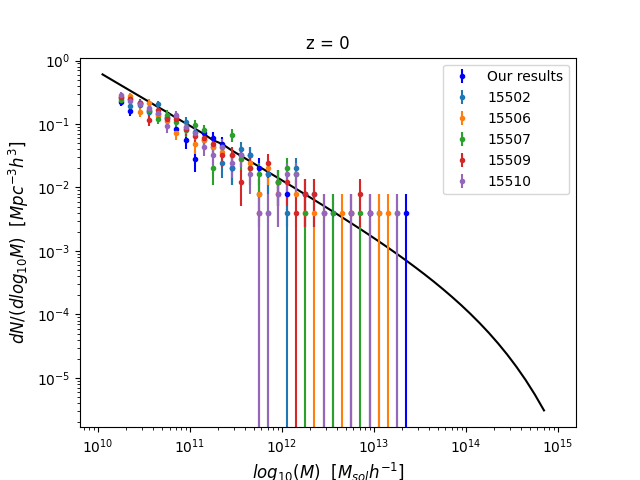 z = 0
dN/(dlog₁₀M) [Mpc⁻³h³]
10⁰
10⁻¹
10⁻²
10⁻³
10⁻⁴
10⁻⁵
Our results
15502
15506
15507
15509
15510
10¹⁰ 10¹¹ 10¹² 10¹³ 10¹⁴ 10¹⁵
log₁₀(M) [M_sol h⁻¹]